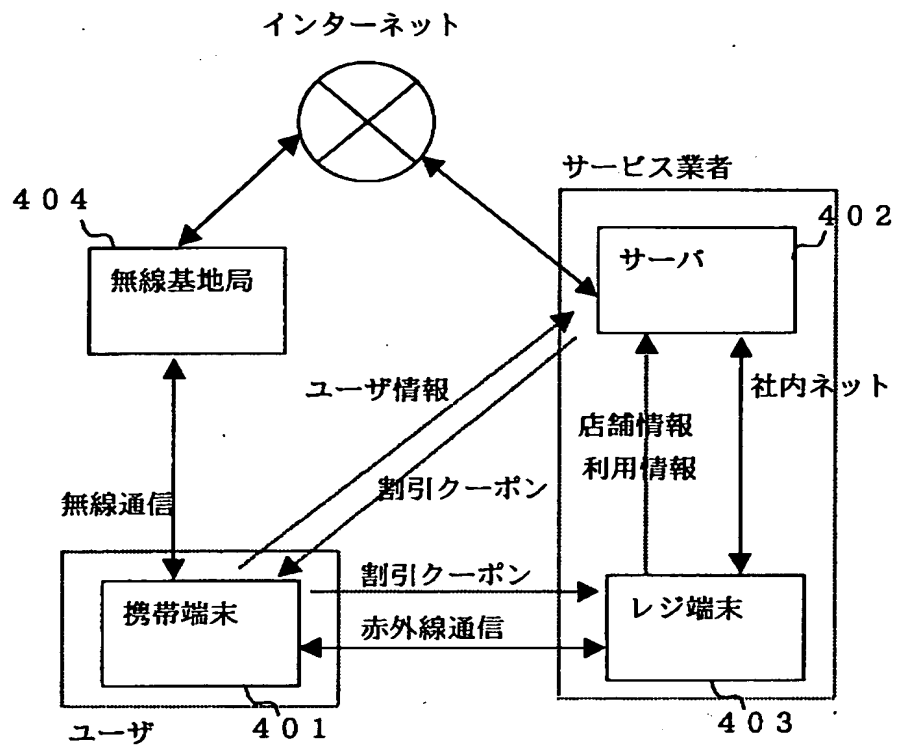 インターネット
サービス業者
404
402
サーバ
無線基地局
ユーザ情報
社内ネット
店舗情報
利用情報
割引クーポン
無線通信
割引クーポン
携帯端末
レジ端末
赤外線通信
401
403
ユーザ